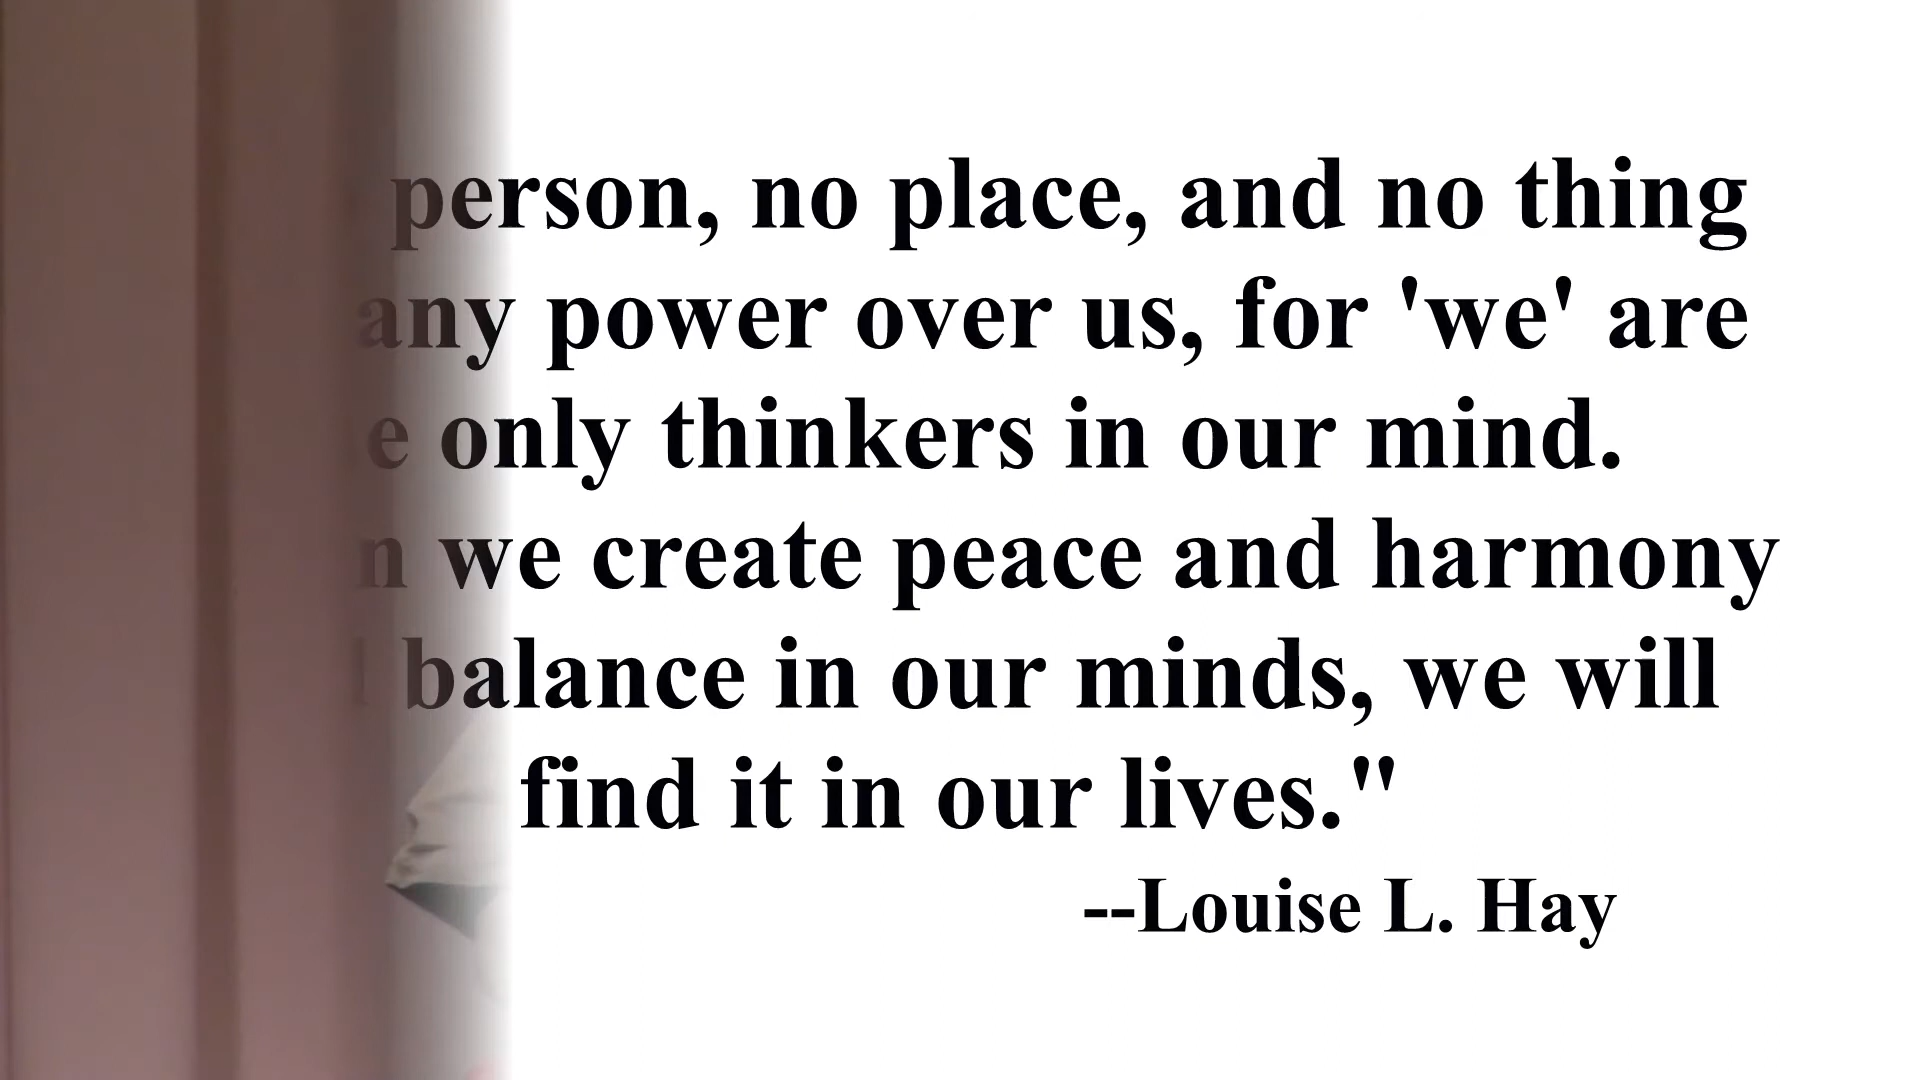 person, no place, and no thing
any power over us, for 'we' are
only thinkers in our mind.
we create peace and harmony
balance in our minds, we will
find it in our lives."
--Louise L. Hay